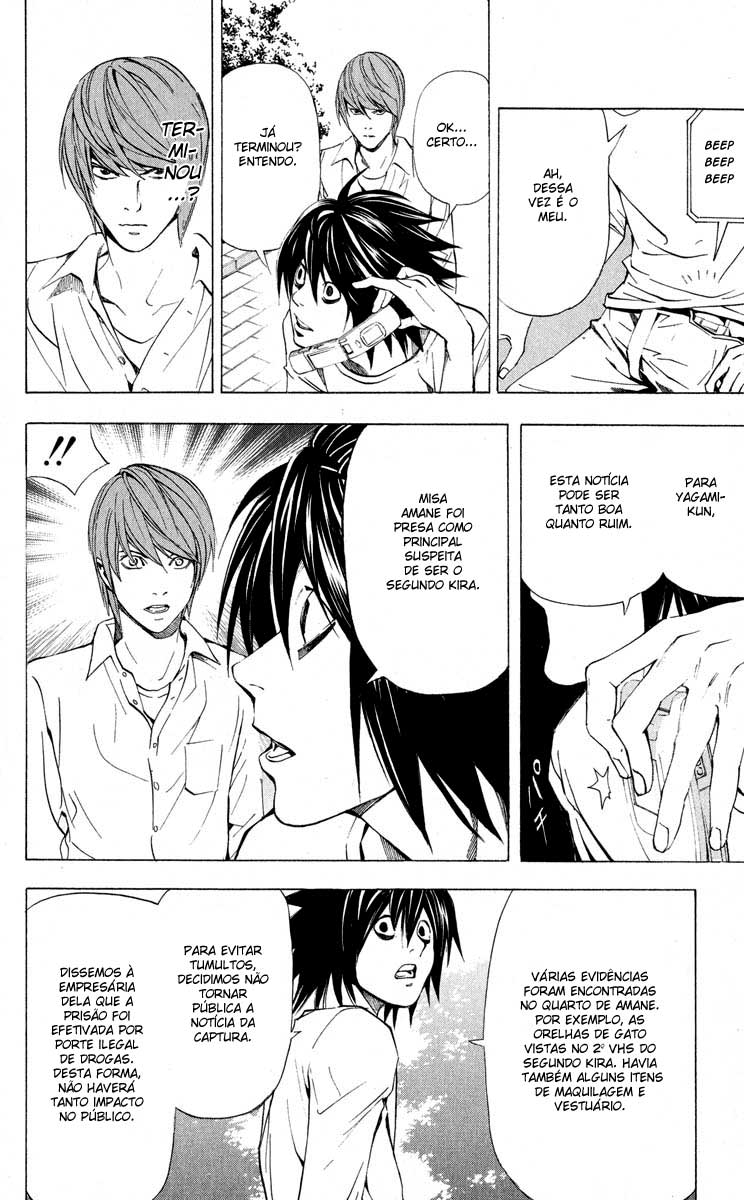 BEEP
BEEP
BEEP
AH,
DESSA
VEZ É O
MEU.
OK...
CERTO...
JÁ
TERMINOU?
ENTENDO.
TER-
MI-
NOU
...?
PARA
YAGAMI-
KUN,
ESTA NOTÍCIA
PODE SER
TANTO BOA
QUANTO RUIM.
MISA
AMANE FOI
PRESA COMO
PRINCIPAL
SUSPEITA
DE SER O
SEGUNDO KIRA.
!!
VÁRIAS EVIDÊNCIAS
FORAM ENCONTRADAS
NO QUARTO DE AMANE.
POR EXEMPLO, AS
ORELHAS DE GATO
VISTAS NO 2º VHS DO
SEGUNDO KIRA. HAVIA
TAMBÉM ALGUNS ITENS
DE MAQUILAGEM E
VESTUÁRIO.
PARA EVITAR
TUMULTOS,
DECIDIMOS NÃO
TORNAR
PÚBLICA A
NOTÍCIA DA
CAPTURA.
DISSEMOS À
EMPRESÁRIA
DELA QUE A
PRISÃO FOI
EFETIVADA POR
PORTE ILEGAL
DE DROGAS.
DESTA FORMA,
NÃO HAVERÁ
TANTO IMPACTO
NO PÚBLICO.